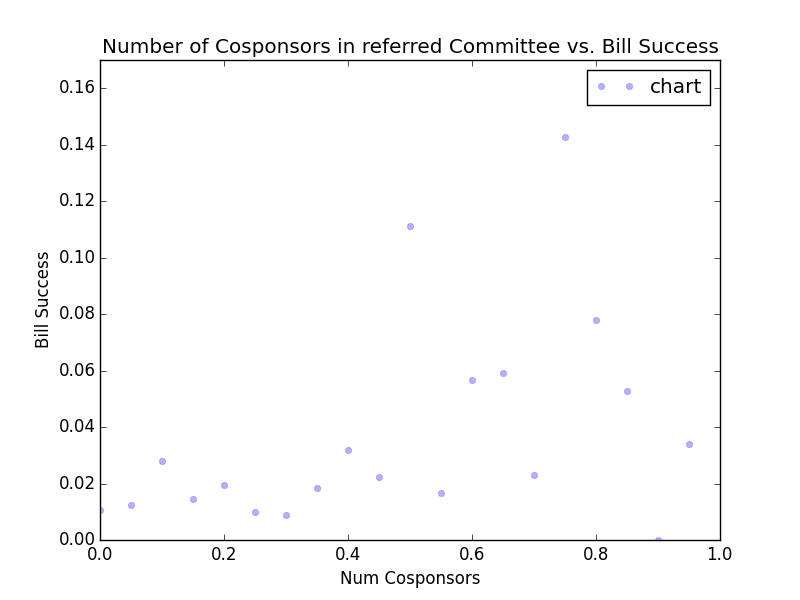 Number of Cosponsors in referred Committee vs. Bill Success
chart
0.16
0.14
0.12
0.10
0.08
0.06
0.04
0.02
0.00
Bill Success
0.0 0.2 0.4 0.6 0.8 1.0
Num Cosponsors